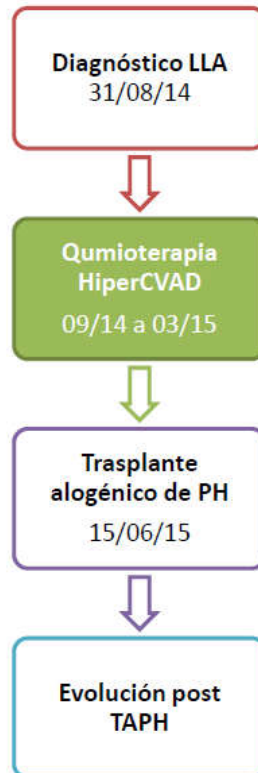 Diagnóstico LLA
31/08/14
Qumioterapia
HiperCVAD
09/14 a 03/15
Trasplante
alogénico de PH
15/06/15
Evolución post
TAPH